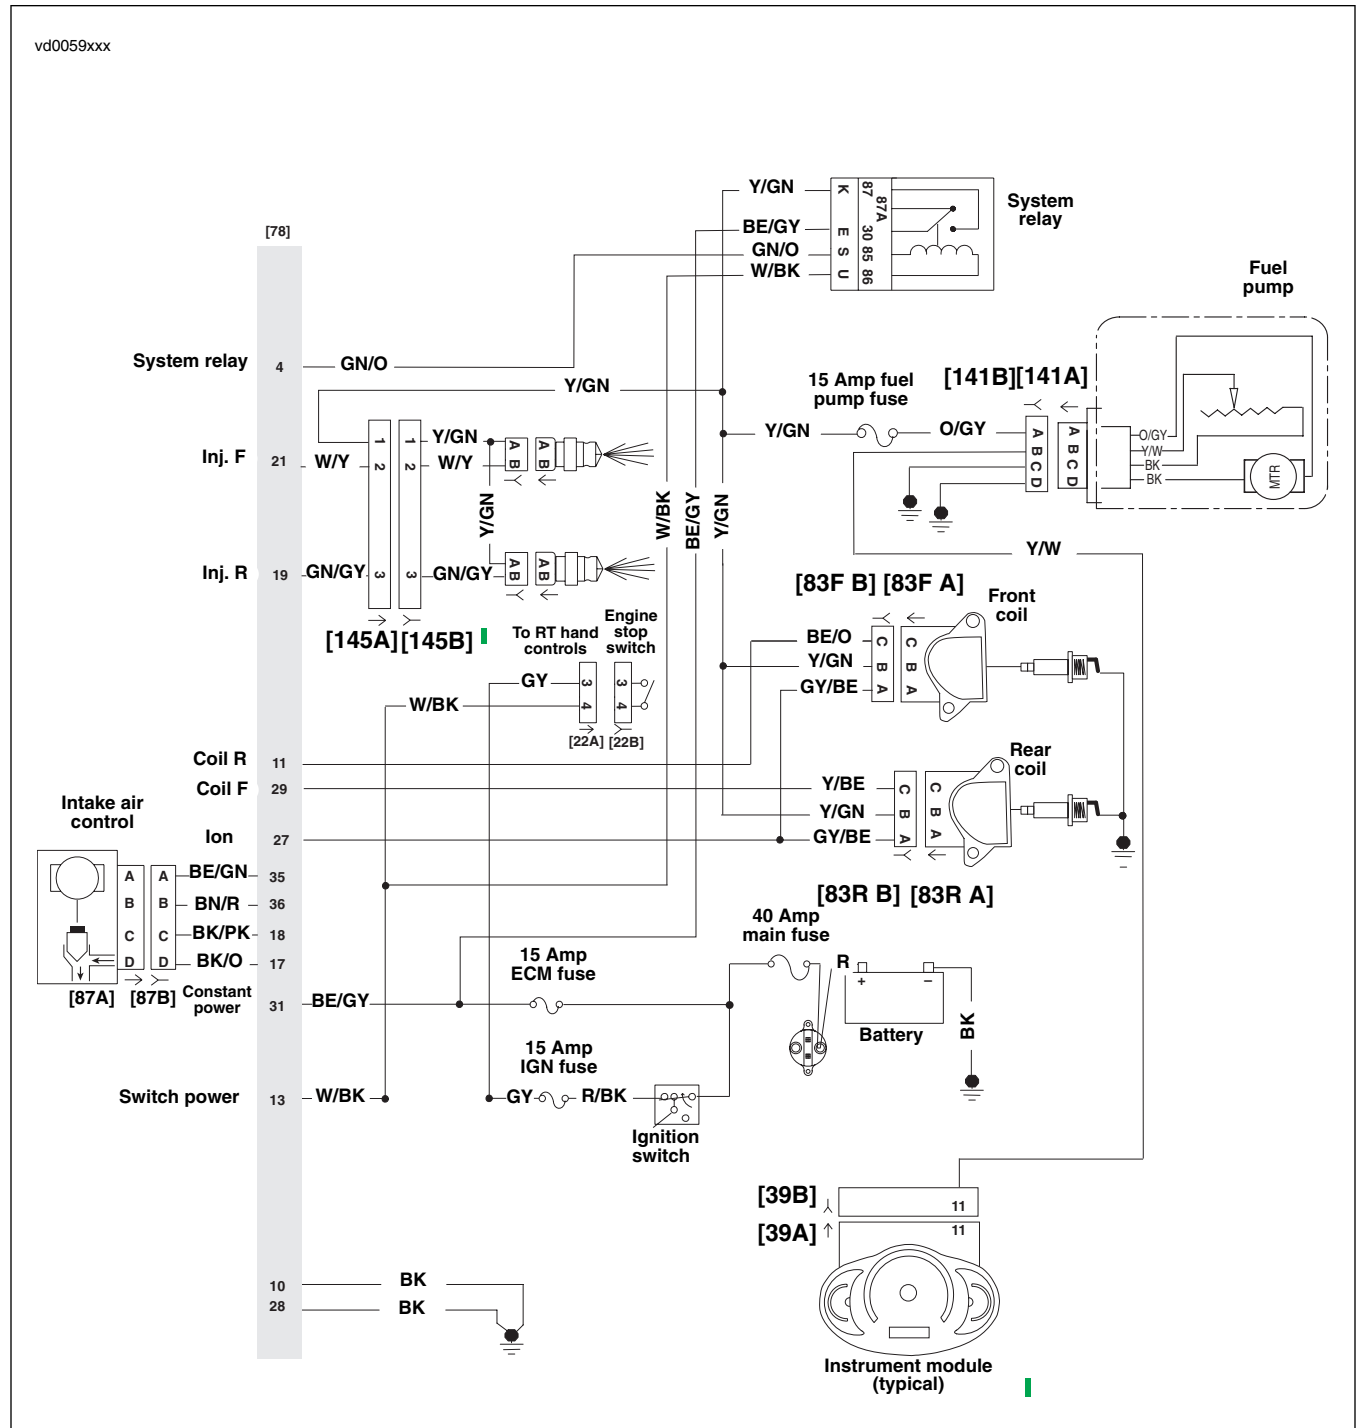 vd0059xxx
[78]
Y/GN
BE/GY
GN/O
W/BK
K
E
S
U
87
87A
30
85
86
System
relay
Fuel
pump
System relay
4
GN/O
Y/GN
15 Amp fuel
pump fuse
[141B][141A]
Y/GN
O/GY
A
B
C
D
A
B
C
D
O/GY
Y/W
BK
BK
MTR
Inj. F
21
W/Y
1
2
3
1
2
3
Y/GN
W/Y
A
B
A
B
Y/GN
W/BK
BE/GY
Y/GN
Y/W
Inj. R
19
GN/GY
GN/GY
A
B
A
B
[145A][145B]
To RT hand
controls
Engine
stop
switch
GY
W/BK
3
4
3
4
[22A]
[22B]
[83F B] [83F A]
Front
coil
BE/O
Y/GN
GY/BE
C
B
A
C
B
A
Coil R
11
Coil F
29
Ion
27
Rear
coil
Y/BE
Y/GN
GY/BE
C
B
A
C
B
A
[83R B] [83R A]
Intake air
control
A
B
C
D
A
B
C
D
BE/GN
35
BN/R
36
BK/PK
18
BK/O
17
[87A]
[87B]
Constant
power
31
BE/GY
15 Amp
ECM fuse
40 Amp
main fuse
R
+
–
Battery
BK
15 Amp
IGN fuse
Switch power
13
W/BK
GY
R/BK
Ignition
switch
[39B]
11
[39A]
11
10
BK
28
BK
Instrument module
(typical)